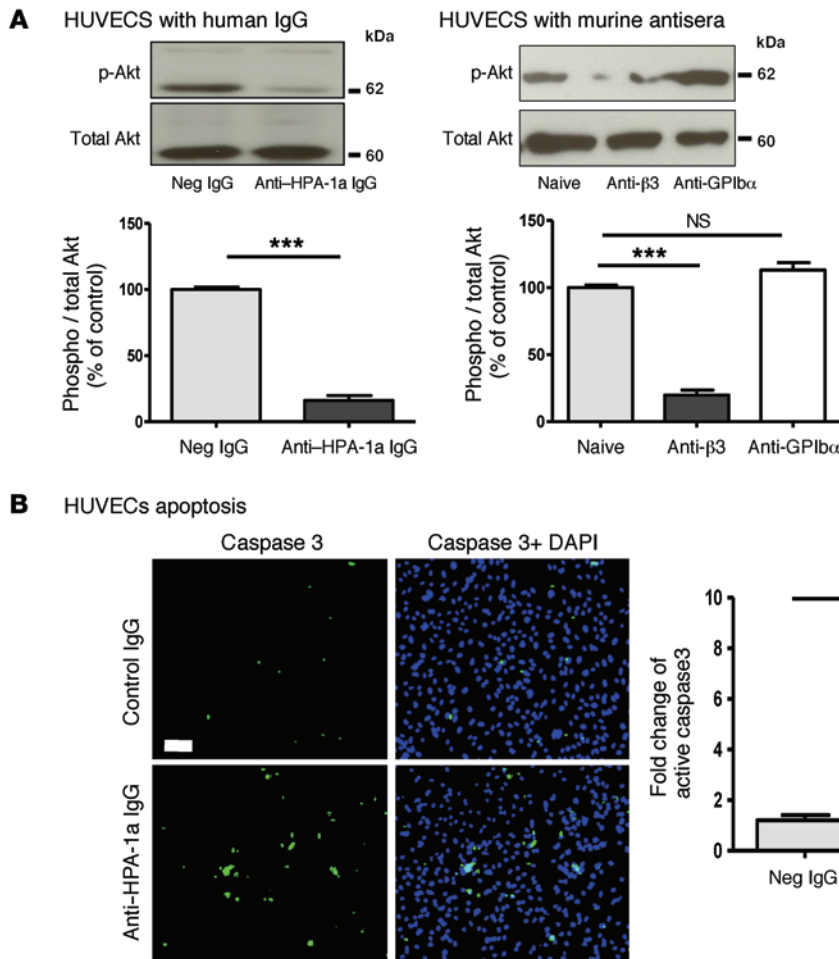 A
HUVECS with human IgG
kDa
p-Akt
62
Total Akt
60
Neg IgG Anti–HPA-1a IgG
HUVECS with murine antisera
kDa
p-Akt
62
Total Akt
60
Naive Anti-β3 Anti-GPIbα
Phospho / total Akt
(% of control)
150
100
50
0
***
Neg IgG Anti–HPA-1a IgG
Phospho / total Akt
(% of control)
150
100
50
0
NS
***
Naive Anti-β3 Anti-GPIbα
B
HUVECs apoptosis
Caspase 3 Caspase 3+ DAPI
Control IgG
Anti-HPA-1a IgG
Fold change of
active caspase3
10
8
6
4
2
0
Neg IgG